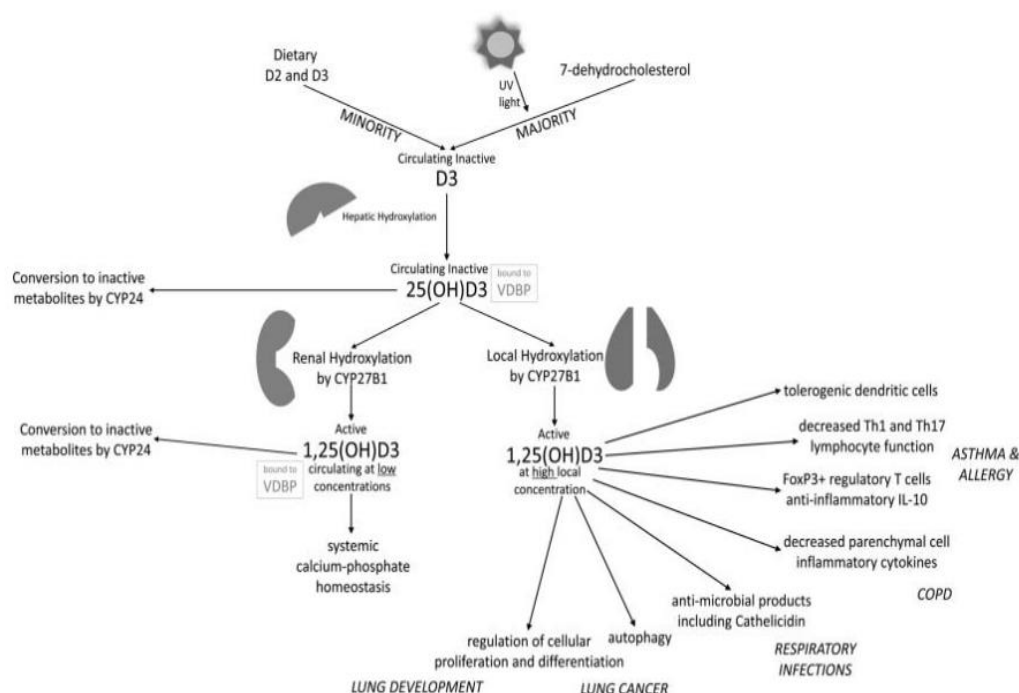 Dietary
D2 and D3
UV
light
7-dehydrocholesterol
MINORITY
MAJORITY
Circulating Inactive
D3
Hepatic Hydroxylation
Circulating Inactive
25(OH)D3
bound to
VDBP
Conversion to inactive
metabolites by CYP24
Renal Hydroxylation
by CYP27B1
Local Hydroxylation
by CYP27B1
Conversion to inactive
metabolites by CYP24
Active
1,25(OH)D3
circulating at low
concentrations
bound to
VDBP
systemic
calcium-phosphate
homeostasis
Active
1,25(OH)D3
at high local
concentration
tolerogenic dendritic cells
decreased Th1 and Th17
lymphocyte function
ASTHMA &
ALLERGY
FoxP3+ regulatory T cells
anti-inflammatory IL-10
decreased parenchymal cell
inflammatory cytokines
COPD
anti-microbial products
including Cathelicidin
RESPIRATORY
INFECTIONS
autophagy
LUNG CANCER
regulation of cellular
proliferation and differentiation
LUNG DEVELOPMENT